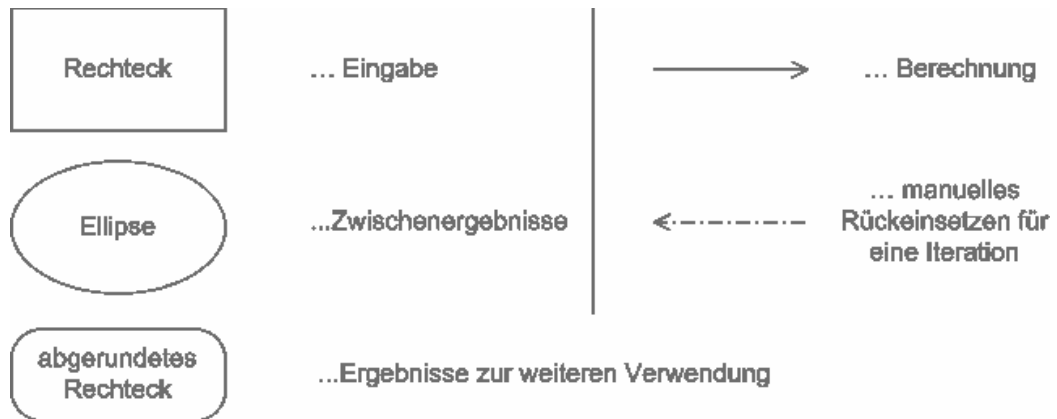 Rechteck ... Eingabe ... Berechnung
Ellipse ...Zwischenergebnisse ... manuelles
Rückeinsetzen für
eine Iteration
abgerundetes
Rechteck ...Ergebnisse zur weiteren Verwendung